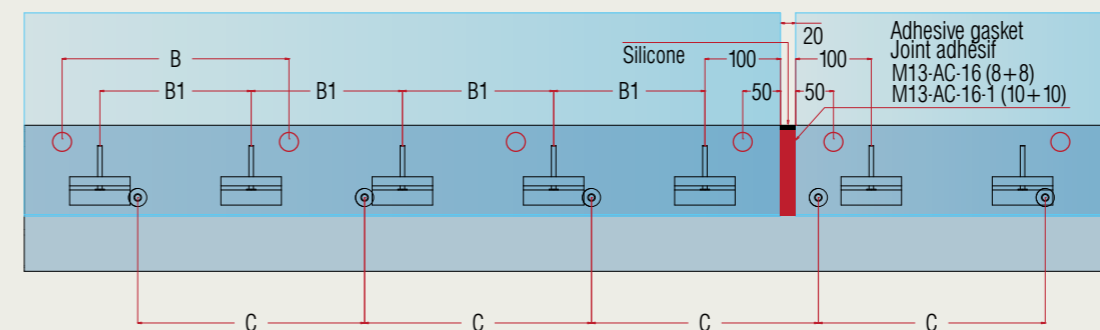 20
Adhesive gasket
Joint adhésif
M13-AC-16 (8+8)
M13-AC-16-1 (10+10)
Silicone
B
100
100
B1
B1
B1
B1
50
50
C
C
C
C